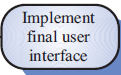 Implement
final user
interface